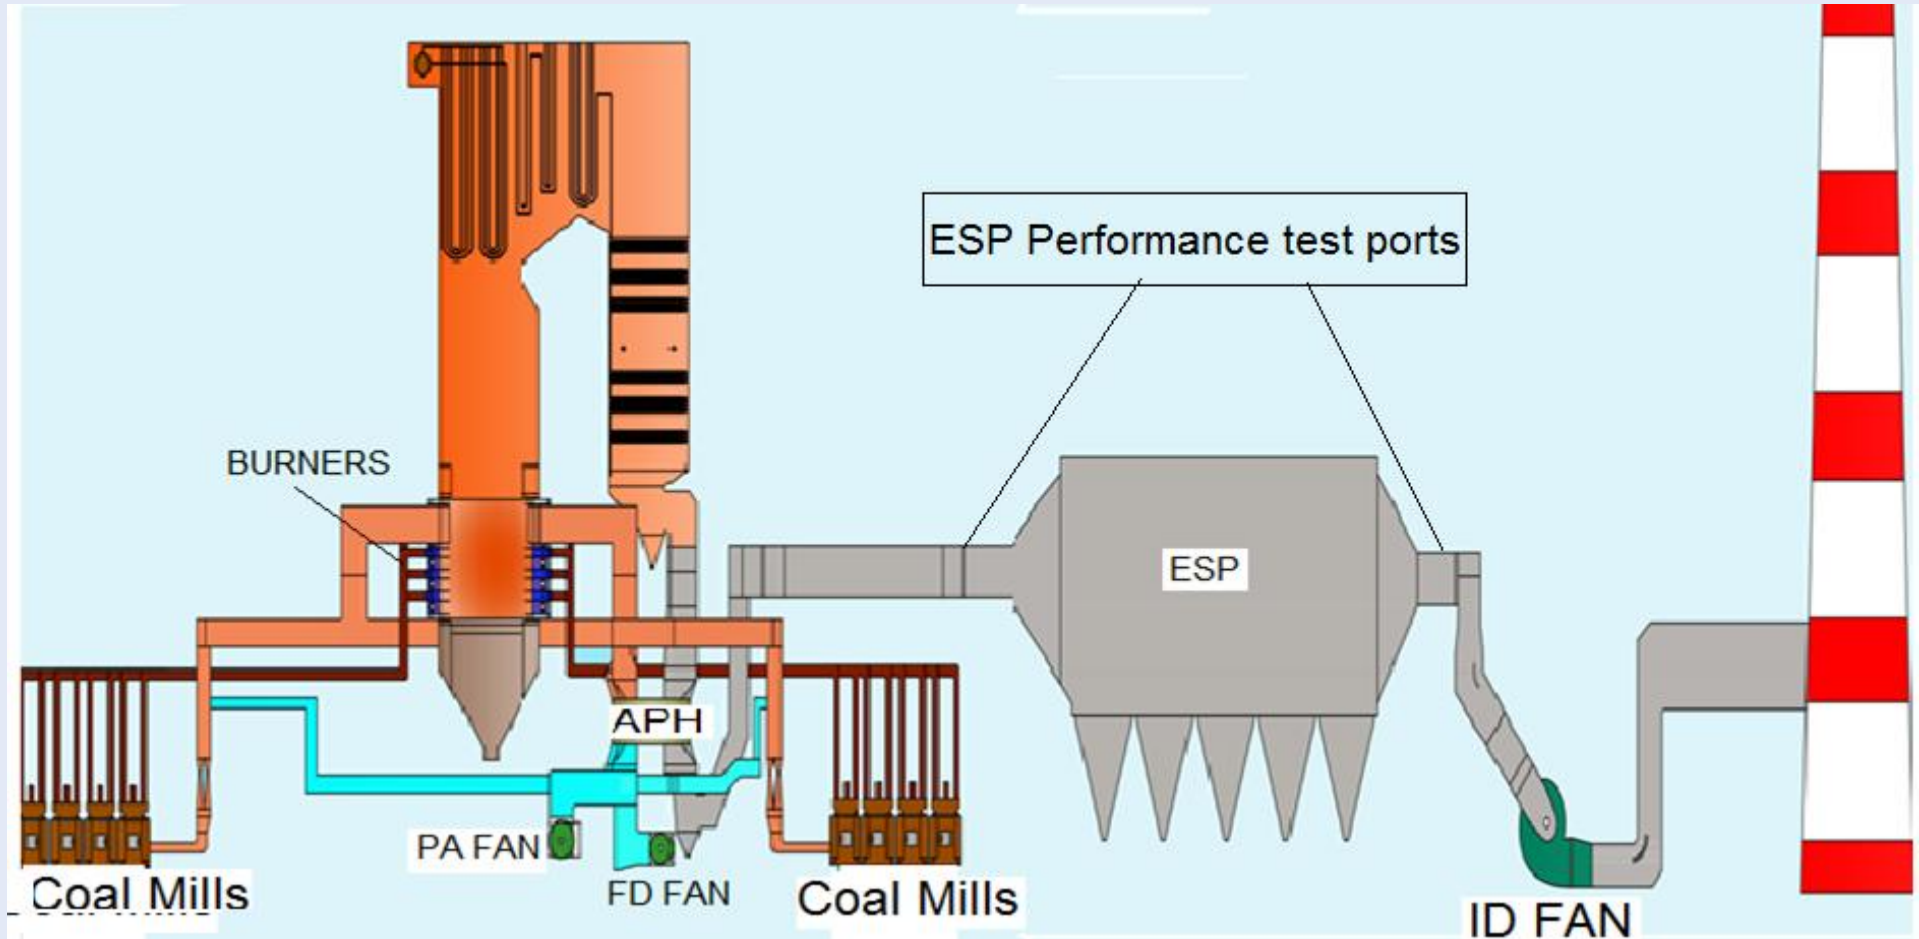 ESP Performance test ports
BURNERS
ESP
APH
PA FAN
FD FAN
Coal Mills
Coal Mills
ID FAN